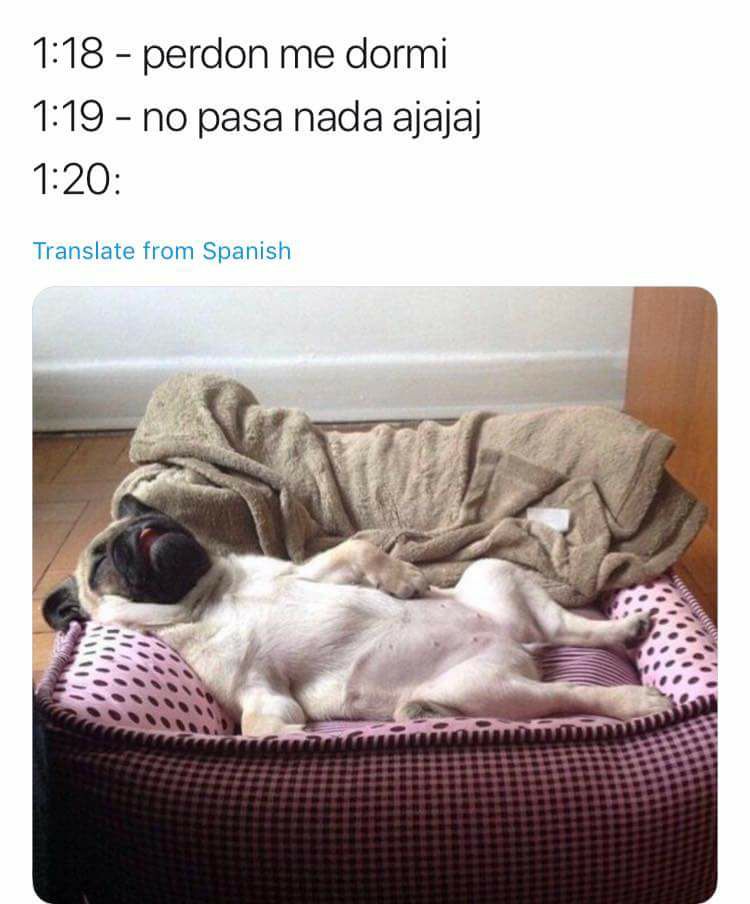 1:18 - perdon me dormi
1:19 - no pasa nada ajajaj
1:20:
Translate from Spanish